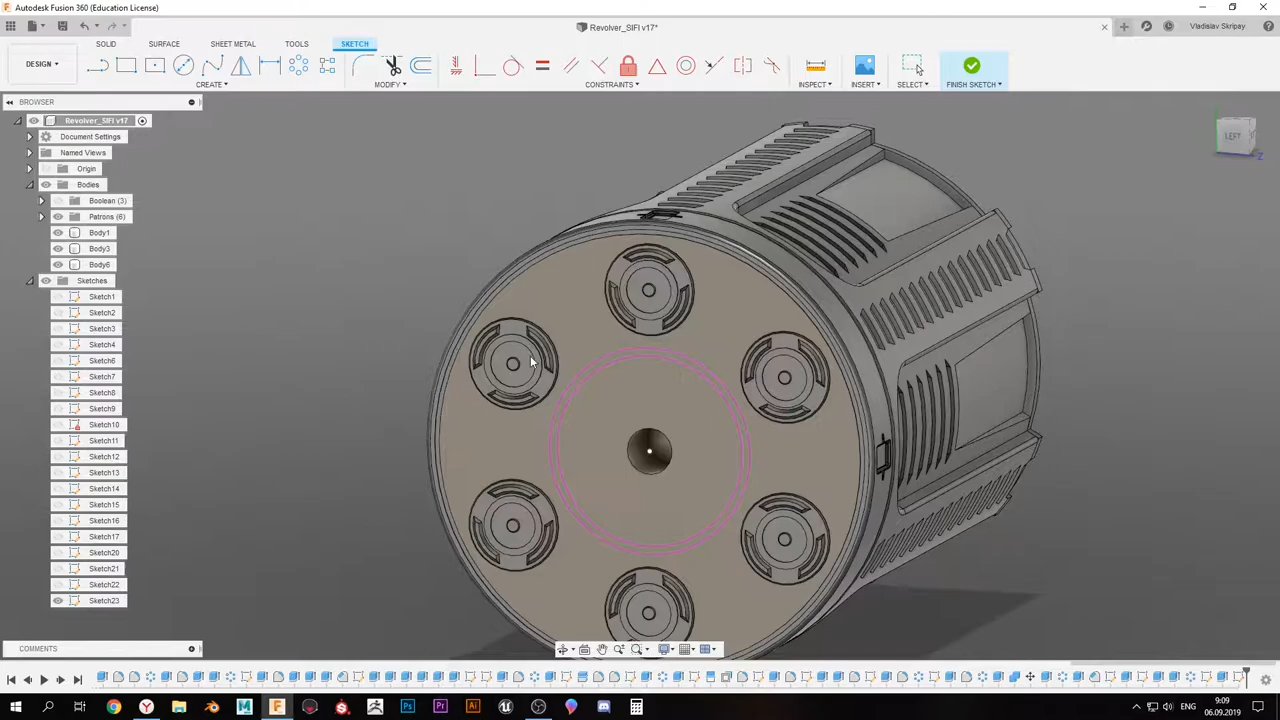 Autodesk Fusion 360 (Education License)
Revolver_SIFI v17*
Vladislav Skripay
DESIGN
SOLID
SURFACE
SHEET METAL
TOOLS
SKETCH
CREATE
MODIFY
CONSTRAINTS
INSPECT
INSERT
SELECT
FINISH SKETCH
BROWSER
Revolver_SIFI v17
Document Settings
Named Views
Origin
Bodies
Boolean (3)
Patrons (6)
Body1
Body3
Body6
Sketches
Sketch1
Sketch2
Sketch3
Sketch4
Sketch6
Sketch7
Sketch8
Sketch9
Sketch10
Sketch11
Sketch12
Sketch13
Sketch14
Sketch15
Sketch16
Sketch17
Sketch20
Sketch21
Sketch22
Sketch23
LEFT
Z
COMMENTS
9:09
06.09.2019